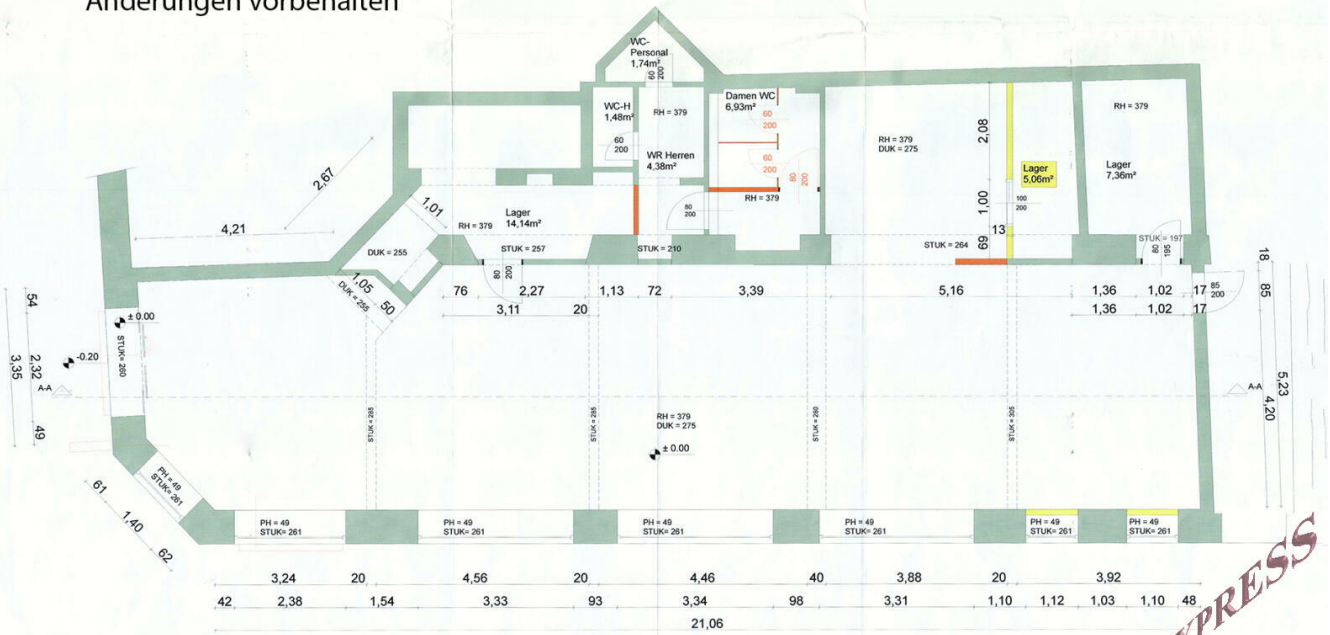 Änderungen vorbehalten
WC-
Personal
1,74m²
60
200
WC-H
1,48m²
RH = 379
60
200
WR Herren
4,38m²
Damen WC
6,93m²
60
200
60
200
80
200
RH = 379
RH = 379
DUK = 275
2,08
1,00
69
13
100
200
Lager
5,06m²
RH = 379
Lager
7,36m²
2,67
4,21
1,01
RH = 379
Lager
14,14m²
80
200
DUK = 255
STUK = 257
STUK = 210
STUK = 264
STUK = 197
80
195
80
200
1,05
DUK = 255
50
76
2,27
1,13
72
3,39
5,16
1,36
1,02
17
3,11
20
1,36
1,02
17
85
200
18
85
5,23
4,20
54
2,32
49
3,35
± 0.00
-0.20
STUK= 260
A-A
A-A
STUK = 285
STUK = 285
STUK = 280
STUK = 305
RH = 379
DUK = 275
± 0.00
PH = 49
STUK= 261
61
1,40
62
PH = 49
STUK= 261
PH = 49
STUK= 261
PH = 49
STUK= 261
PH = 49
STUK= 261
PH = 49
STUK= 261
PH = 49
STUK= 261
3,24
20
4,56
20
4,46
40
3,88
20
3,92
42
2,38
1,54
3,33
93
3,34
98
3,31
1,10
1,12
1,03
1,10
48
21,06
XPRESS